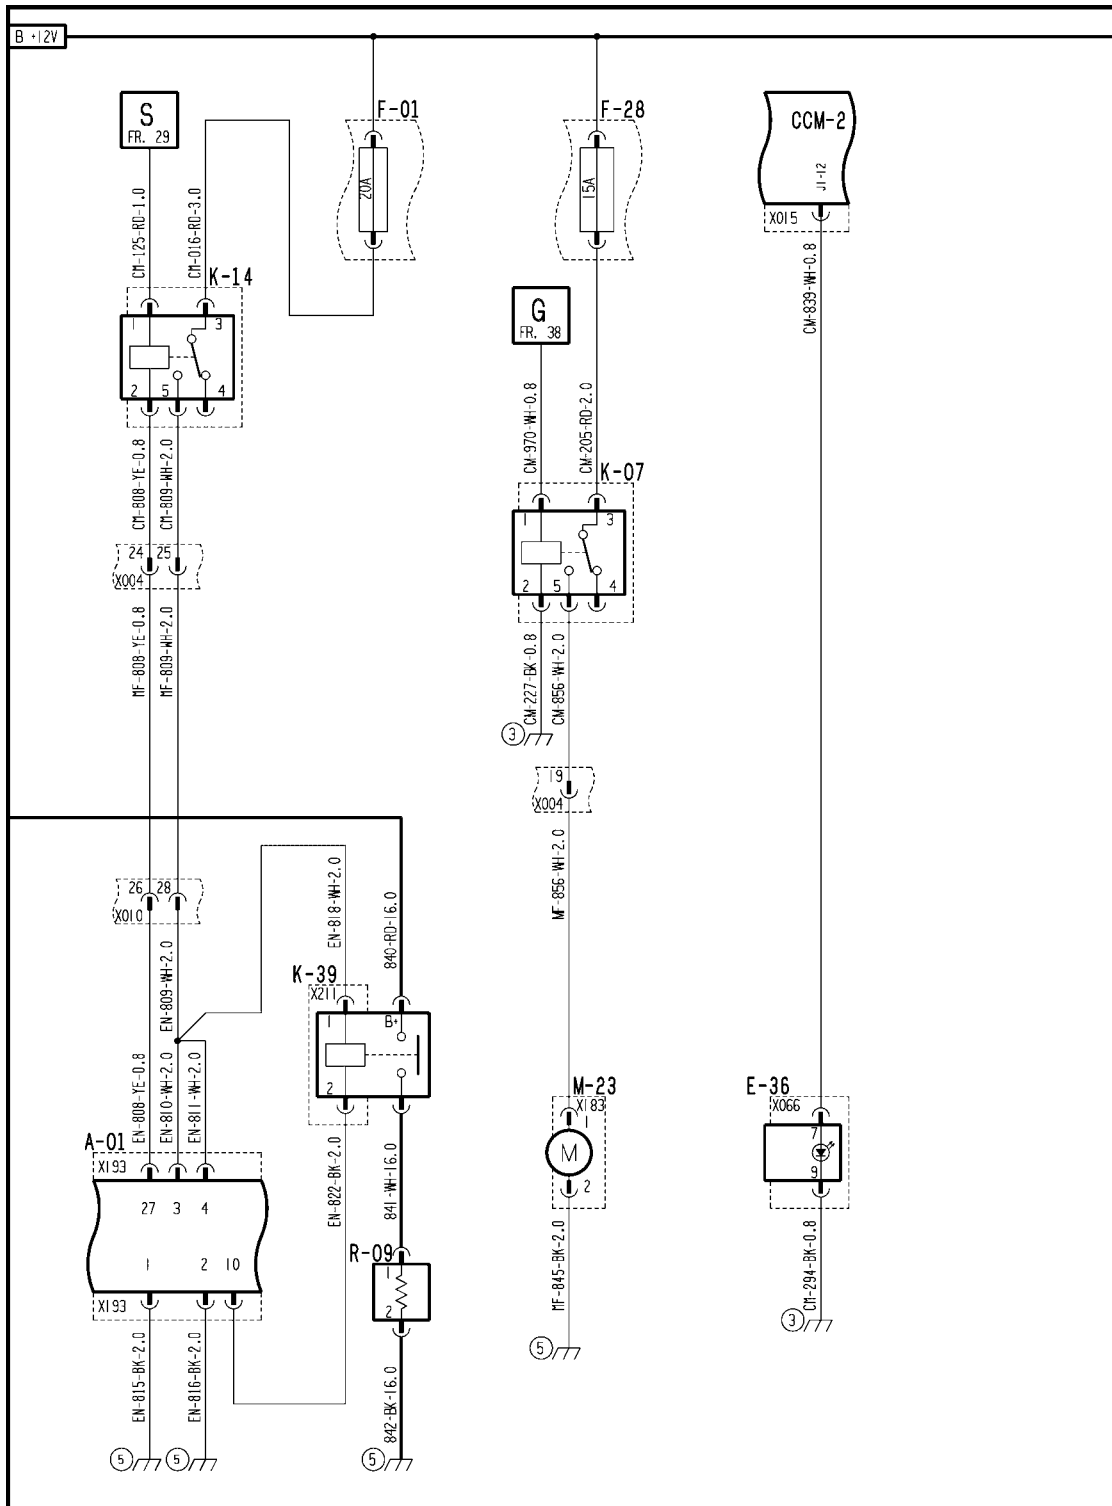 B +12V
S
FR. 29
F-01
F-28
CCM-2
20A
15A
J1-12
X015
CM-125-RD-1.0
CM-016-RD-3.0
K-14
1
3
2
5
4
G
FR. 38
CM-839-WH-0.8
CM-970-WH-0.8
CM-205-RD-2.0
CM-808-YE-0.8
CM-809-WH-2.0
K-07
1
3
2
5
4
24
25
X004
MF-808-YE-0.8
MF-809-WH-2.0
CM-227-BK-0.8
CM-856-WH-2.0
3
19
X004
MF-856-WH-2.0
26
28
X010
EN-818-WH-2.0
840-RD-16.0
EN-809-WH-2.0
K-39
X211
1
B+
2
EN-808-YE-0.8
EN-810-WH-2.0
EN-811-WH-2.0
A-01
X193
27
3
4
1
2
10
X193
EN-822-BK-2.0
841-WH-16.0
R-09
1
2
M-23
X183
1
M
2
E-36
X066
7
9
MF-845-BK-2.0
CM-294-BK-0.8
3
5
EN-815-BK-2.0
EN-816-BK-2.0
842-BK-16.0
5
5
5